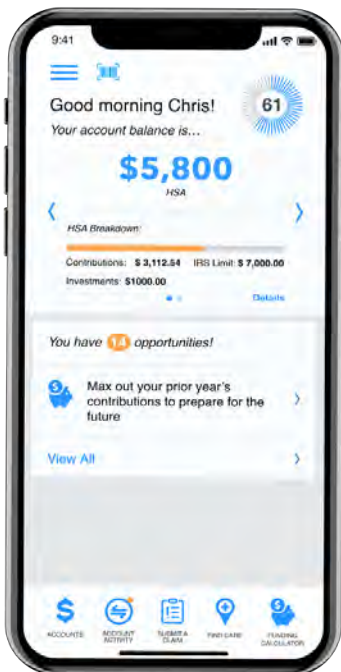 9:41
Good morning Chris!
61
Your account balance is...
$5,800
HSA
HSA Breakdown:
Contributions: $ 3,112.54 IRS Limit: $ 7,000.00
Investments: $1000.00
Details
You have 14 opportunities!
Max out your prior year's
contributions to prepare for the
future
View All
ACCOUNTS
ACCOUNT
ACTIVITY
SUBMIT A
CLAIM
FIND CARE
FUNDING
CALCULATOR